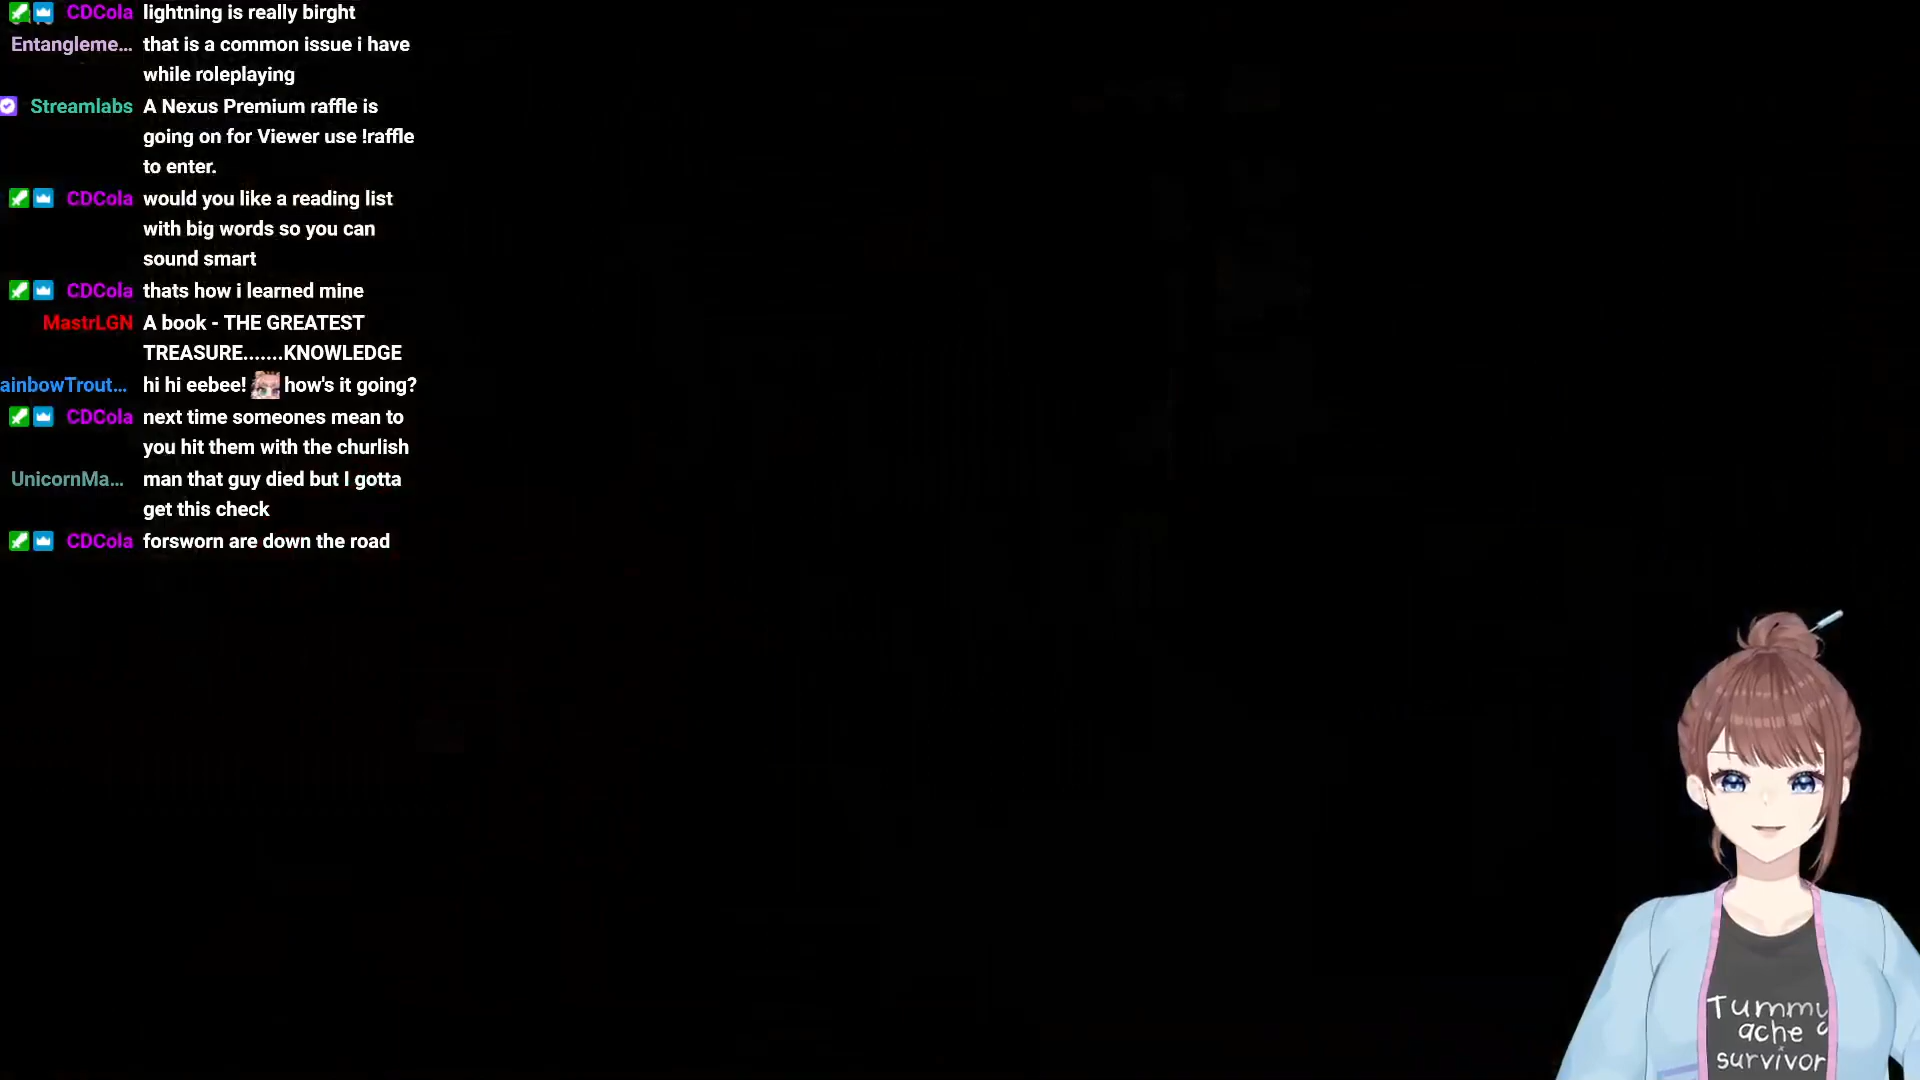 CDCola lightning is really birght
Entangleme... that is a common issue i have
while roleplaying
Streamlabs A Nexus Premium raffle is
going on for Viewer use !raffle
to enter.
CDCola would you like a reading list
with big words so you can
sound smart
CDCola thats how i learned mine
MastrLGN A book - THE GREATEST
TREASURE.......KNOWLEDGE
ainbowTrout... hi hi eebee! how's it going?
CDCola next time someones mean to
you hit them with the churlish
UnicornMa... man that guy died but I gotta
get this check
CDCola forsworn are down the road
Tummy
ache
survivor